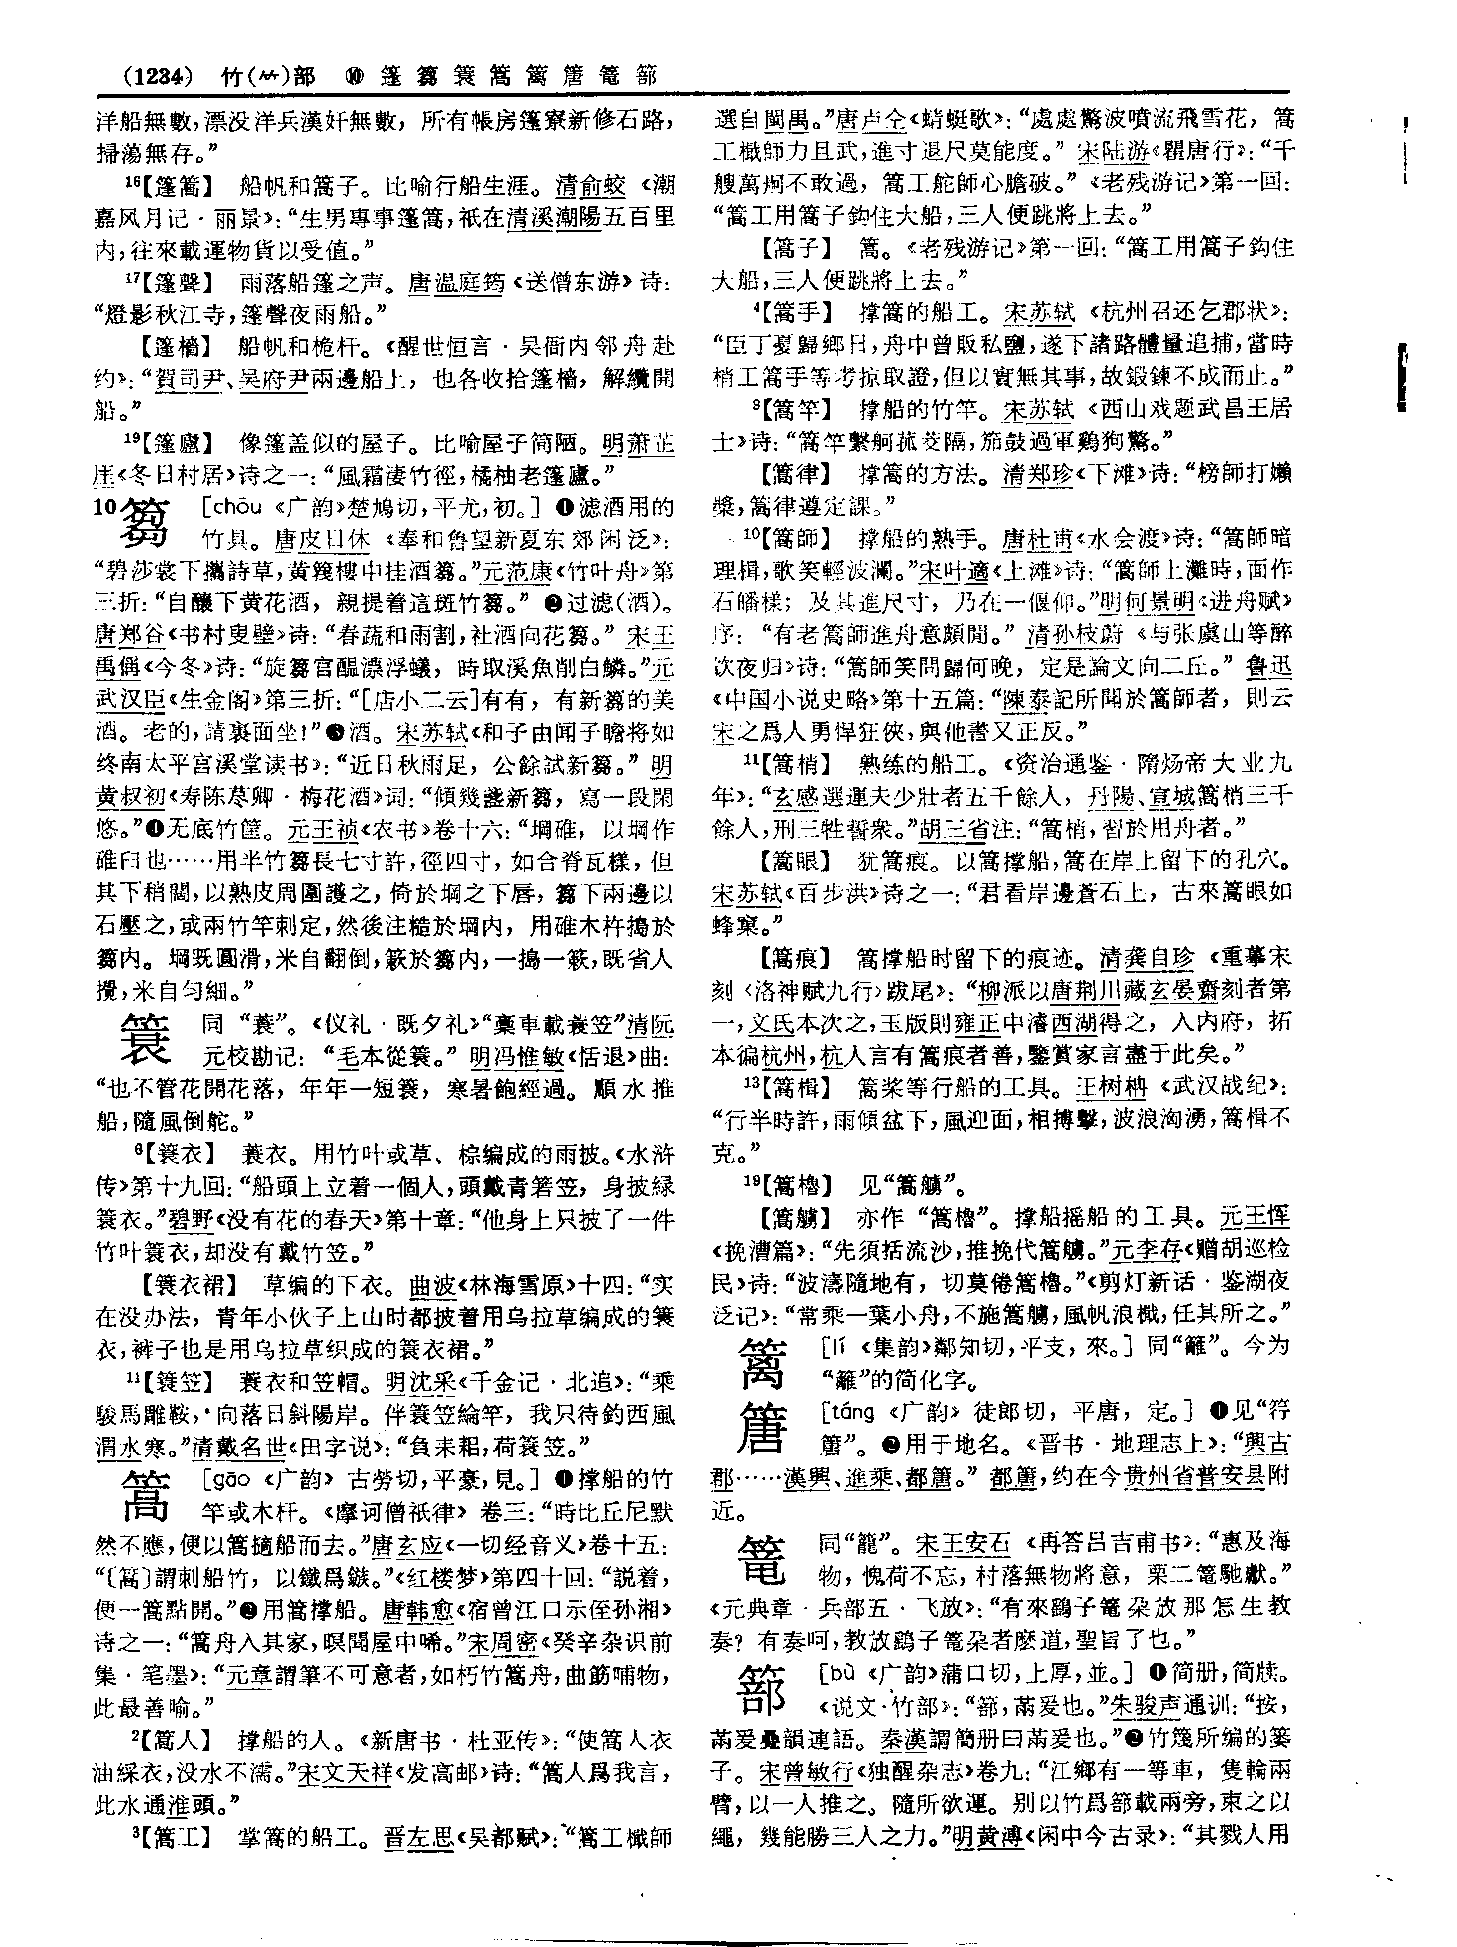 (1234) 竹(⺮)部 ⑩ 篷篘簑篙篱篖篭篰
洋船無數,漂没洋兵漢奸無數,所有帳房篷寮新修石路,
掃蕩無存。”
16【篷篙】 船帆和篙子。比喻行船生涯。清俞蛟《潮
嘉风月记·丽景》:“生男專事篷篙,祇在清溪潮陽五百里
内,往來載運物貨以受值。”
17【篷聲】 雨落船篷之声。唐温庭筠《送僧东游》诗:
“燈影秋江寺,篷聲夜雨船。”
【篷檣】 船帆和桅杆。《醒世恒言·吴衙内邻舟赴
约》:“賀司尹、吴府尹兩邊船上,也各收拾篷檣,解纜開
船。”
19【篷廬】 像篷盖似的屋子。比喻屋子简陋。明萧芷
厓《冬日村居》诗之一:“風霜凄竹徑,橘柚老篷廬。”
10篘 [chōu《广韵》楚鳩切,平尤,初。] ❶滤酒用的
竹具。唐皮日休《奉和鲁望新夏东郊闲泛》:
“碧莎裳下攜詩草,黄篾樓中挂酒篘。”元范康《竹叶舟》第
三折:“自釀下黄花酒,親提着這斑竹篘。” ❷过滤(酒)。
唐郑谷《书村叟壁》诗:“春蔬和雨割,社酒向花篘。” 宋王
禹偁《今冬》诗:“旋篘官醖漂浮蟻,時取溪魚削白鱗。”元
武汉臣《生金阁》第三折:“[店小二云]有有,有新篘的美
酒。老的,請裏面坐!”❸酒。宋苏轼《和子由闻子瞻将如
终南太平宫溪堂读书》:“近日秋雨足,公餘試新篘。” 明
黄叔初《寿陈荩卿·梅花酒》词:“傾幾盞新篘,寫一段閑
悠。”❹无底竹筐。元王祯《农书》卷十六:“堈碓,以堈作
碓臼也……用半竹篘長七寸許,徑四寸,如合脊瓦樣,但
其下稍闊,以熟皮周圍護之,倚於堈之下唇,篘下兩邊以
石壓之,或兩竹竿刺定,然後注糙於堈内,用碓木杵搗於
篘内。堈既圓滑,米自翻倒,簌於篘内,一搗一簌,既省人
攪,米自匀細。”
簑 同“蓑”。《仪礼·既夕礼》“稾車載蓑笠”清阮
元校勘记:“毛本從簑。” 明冯惟敏《恬退》曲:
“也不管花開花落,年年一短簑,寒暑飽經過。順水推
船,隨風倒舵。”
6【簑衣】 蓑衣。用竹叶或草、棕编成的雨披。《水浒
传》第十九回:“船頭上立着一個人,頭戴青箬笠,身披緑
簑衣。”碧野《没有花的春天》第十章:“他身上只披了一件
竹叶簑衣,却没有戴竹笠。”
【簑衣裙】 草编的下衣。曲波《林海雪原》十四:“实
在没办法,青年小伙子上山时都披着用乌拉草编成的簑
衣,裤子也是用乌拉草织成的簑衣裙。”
11【簑笠】 蓑衣和笠帽。明沈采《千金记·北追》:“乘
駿馬雕鞍,向落日斜陽岸。伴簑笠綸竿,我只待釣西風
渭水寒。”清戴名世《田字说》:“負耒耜,荷簑笠。”
篙 [gāo《广韵》古勞切,平豪,見。] ❶撑船的竹
竿或木杆。《摩诃僧祇律》卷三:“時比丘尼默
然不應,便以篙擿船而去。”唐玄应《一切经音义》卷十五:
“〔篙〕謂刺船竹,以鐵爲鏃。”《红楼梦》第四十回:“説着,
便一篙點開。”❷用篙撑船。唐韩愈《宿曾江口示侄孙湘》
诗之一:“篙舟入其家,暝聞屋中唏。”宋周密《癸辛杂识前
集·笔墨》:“元章謂筆不可意者,如朽竹篙舟,曲筯哺物,
此最善喻。”
2【篙人】 撑船的人。《新唐书·杜亚传》:“使篙人衣
油綵衣,没水不濡。”宋文天祥《发高邮》诗:“篙人爲我言,
此水通淮頭。”
3【篙工】 掌篙的船工。晋左思《吴都赋》:“篙工檝師
選自閩禺。”唐卢仝《蜻蜓歌》:“處處驚波噴流飛雪花,篙
工檝師力且武,進寸退尺莫能度。” 宋陆游《瞿唐行》:“千
艘萬舸不敢過,篙工舵師心膽破。” 《老残游记》第一回:
“篙工用篙子鈎住大船,三人便跳將上去。”
【篙子】 篙。《老残游记》第一回:“篙工用篙子鈎住
大船,三人便跳將上去。”
4【篙手】 撑篙的船工。宋苏轼《杭州召还乞郡状》:
“臣丁憂歸鄉日,舟中曾販私鹽,遂下諸路體量追捕,當時
梢工篙手等考掠取證,但以實無其事,故鍛鍊不成而止。”
9【篙竿】 撑船的竹竿。宋苏轼《西山戏题武昌王居
士》诗:“篙竿繫舸菰茭隔,笳鼓過軍鷄狗驚。”
【篙律】 撑篙的方法。清郑珍《下滩》诗:“榜師打嬾
槳,篙律遵定課。”
10【篙師】 撑船的熟手。唐杜甫《水会渡》诗:“篙師暗
理楫,歌笑輕波瀾。”宋叶適《上滩》诗:“篙師上灘時,面作
石皤樣;及其進尺寸,乃在一偃仰。”明何景明《进舟赋》
序:“有老篙師進舟意頗閒。” 清孙枝蔚《与张虞山等醉
饮夜归》诗:“篙師笑問歸何晚,定是論文向二丘。” 鲁迅
《中国小说史略》第十五篇:“陳泰記所聞於篙師者,則云
宋之爲人勇悍狂俠,與他書又正反。”
11【篙梢】 熟练的船工。《资治通鉴·隋炀帝大业九
年》:“玄感選運夫少壯者五千餘人,丹陽、宣城篙梢三千
餘人,刑三牲誓衆。”胡三省注:“篙梢,習於用舟者。”
【篙眼】 犹篙痕。以篙撑船,篙在岸上留下的孔穴。
宋苏轼《百步洪》诗之一:“君看岸邊蒼石上,古來篙眼如
蜂窠。”
【篙痕】 篙撑船时留下的痕迹。清龚自珍《重摹宋
刻〈洛神赋九行〉跋尾》:“柳派以唐荆川藏玄晏齋刻者第
一,文氏本次之,玉版則雍正中濬西湖得之,入内府,拓
本徧杭州,杭人言有篙痕者善,鑒賞家言盡于此矣。”
13【篙楫】 篙桨等行船的工具。汪树枬《武汉战纪》:
“行半時許,雨傾盆下,風迎面,相搏擊,波浪洶湧,篙楫不
克。”
19【篙櫓】 见“篙艣”。
【篙艣】 亦作“篙櫓”。撑船摇船的工具。元王恽
《挽漕篇》:“先須括流沙,推挽代篙艣。”元李存《赠胡巡检
民》诗:“波濤隨地有,切莫倦篙櫓。”《剪灯新话·鉴湖夜
泛记》:“常乘一葉小舟,不施篙艣,風帆浪檝,任其所之。”
篱 [lí《集韵》鄰知切,平支,來。] 同“籬”。今为
“籬”的简化字。
篖 [táng《广韵》徒郎切,平唐,定。] ❶见“筕
篖”。❷用于地名。《晋书·地理志上》:“興古
郡……漢興、進乘、都篖。” 都篖,约在今贵州省普安县附
近。
篭 同“籠”。宋王安石《再答吕吉甫书》:“惠及海
物,愧荷不忘,村落無物將意,栗二篭馳獻。”
《元典章·兵部五·飞放》:“有來鷂子篭朶放那怎生教
奏?有奏呵,教放鷂子篭朶者麽道,聖旨了也。”
篰 [bù《广韵》蒲口切,上厚,並。] ❶简册,简牍。
《说文·竹部》:“篰,䈂爰也。”朱骏声通训:“按,
䈂爰疊韻連語。秦漢謂簡册曰䈂爰也。”❷竹篾所编的篓
子。宋曾敏行《独醒杂志》卷九:“江鄉有一等車,隻輪兩
臂,以一人推之。隨所欲運。别以竹爲篰載兩旁,束之以
繩,幾能勝三人之力。”明黄溥《闲中今古录》:“其戮人用